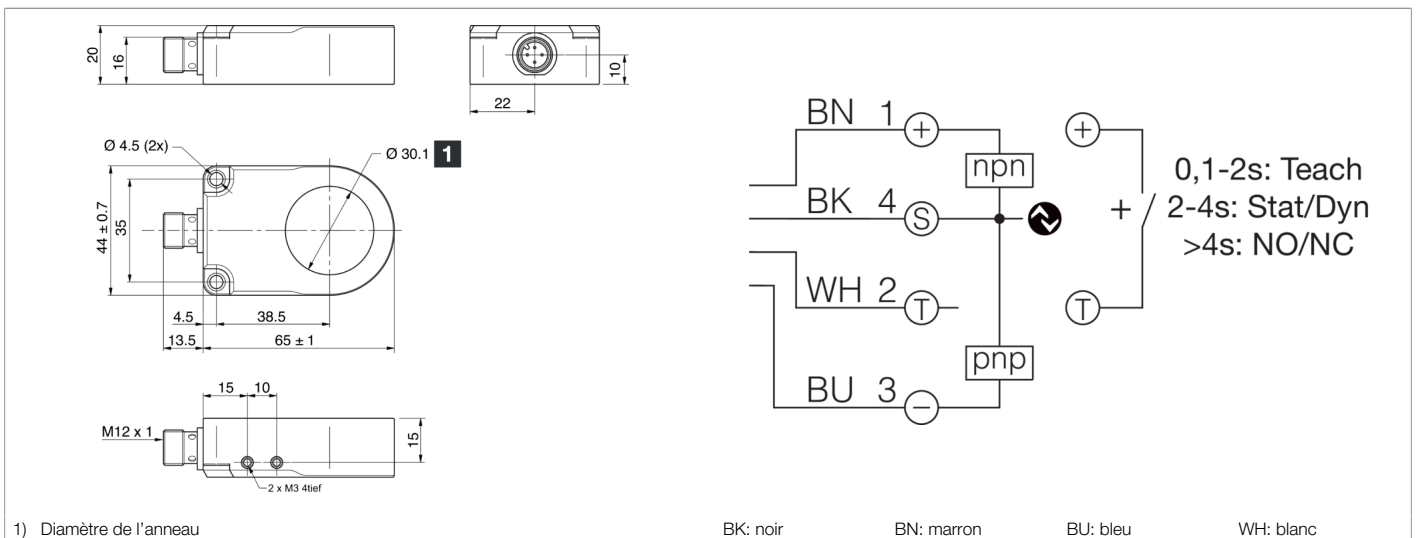 20
16
10
22
Ø 4.5 (2x)
Ø 30.1 1
44 ± 0.7
35
4.5
38.5
13.5
65 ± 1
15
10
M12 x 1
15
2 x M3 4tief
BN 1 +
npn
BK 4 S
WH 2 T
pnp
BU 3 −
+
T
+
0,1-2s: Teach
2-4s: Stat/Dyn
>4s: NO/NC
1) Diamètre de l'anneau
BK: noir
BN: marron
BU: bleu
WH: blanc